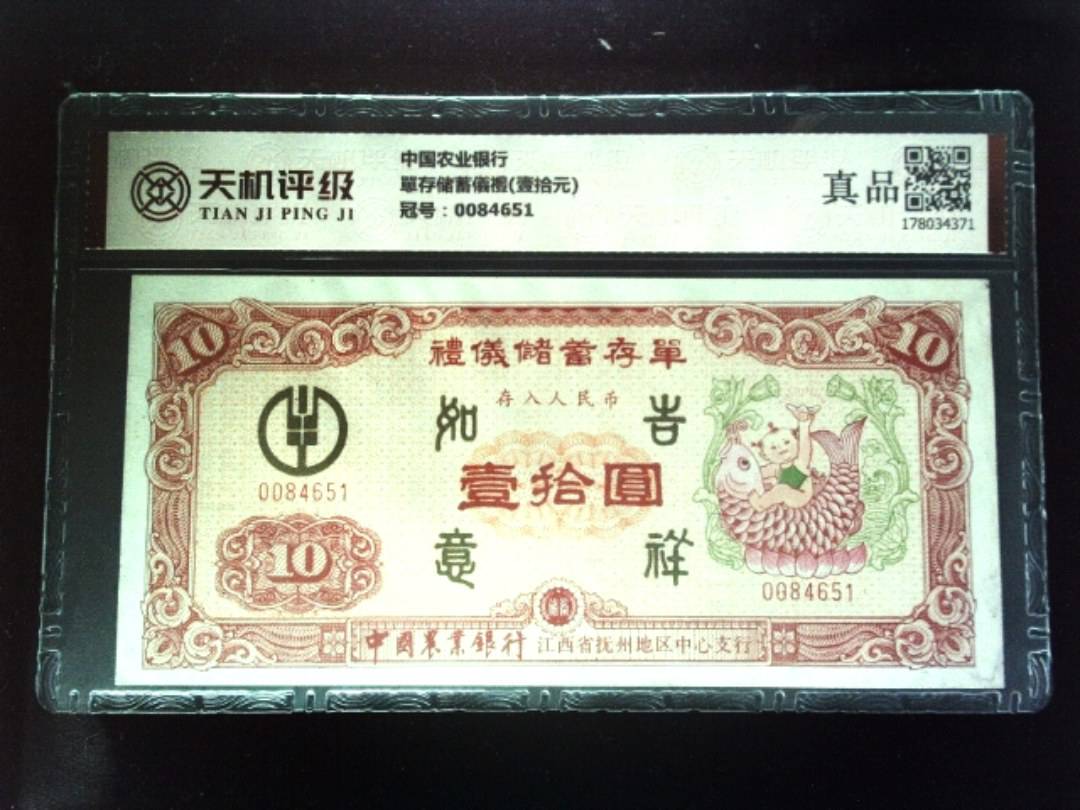 天机评级
TIAN JI PING JI
中国农业银行
單存储蓄儀禮(壹拾元)
冠号：0084651
真品
178034371
10
10
禮儀儲蓄存單
存入人民币
如 吉
壹拾圓
意 祥
0084651
10
0084651
中國農業銀行 江西省抚州地区中心支行